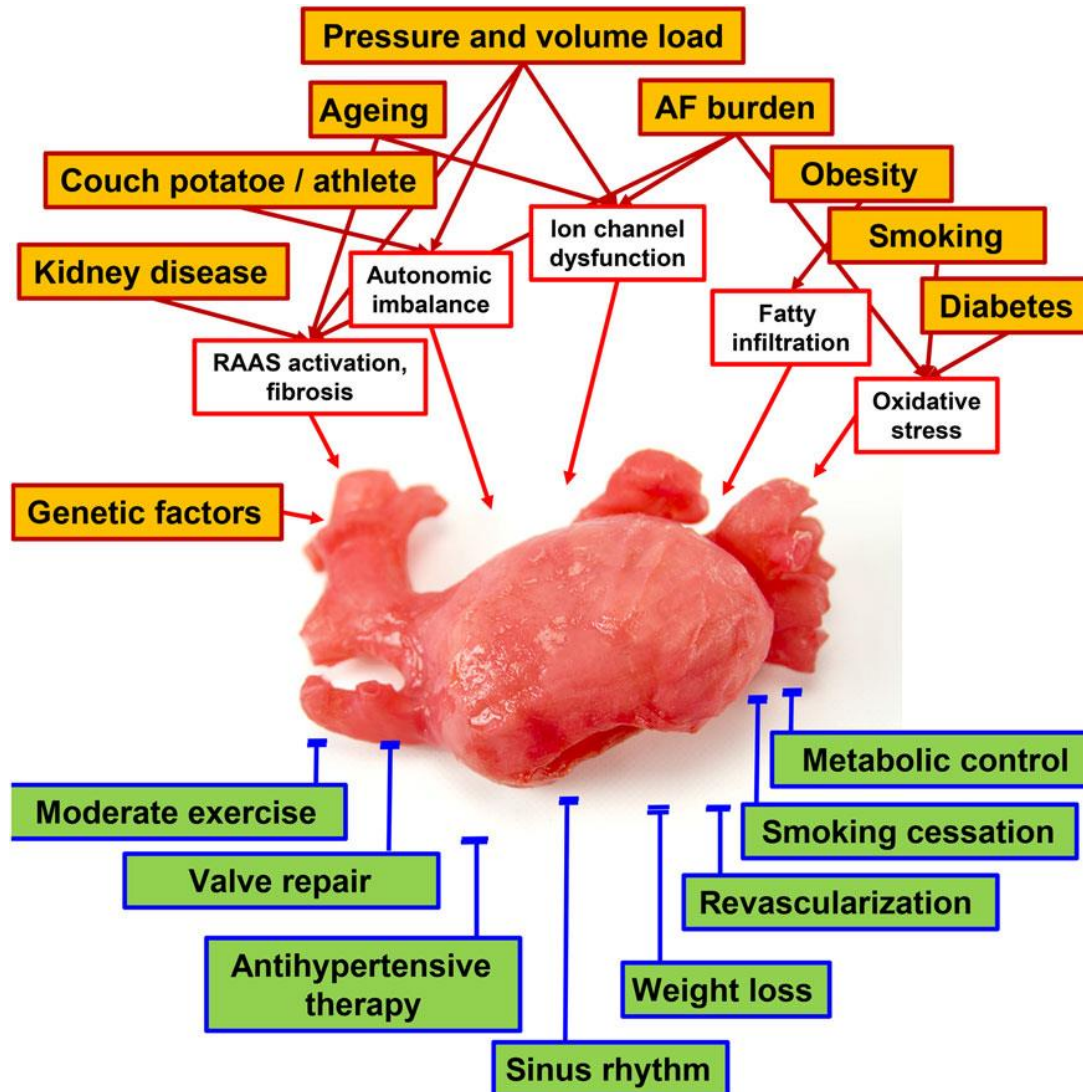 Pressure and volume load
Ageing
AF burden
Couch potatoe / athlete
Obesity
Ion channel
dysfunction
Smoking
Kidney disease
Autonomic
imbalance
Fatty
infiltration
Diabetes
RAAS activation,
fibrosis
Oxidative
stress
Genetic factors
Metabolic control
Moderate exercise
Smoking cessation
Valve repair
Revascularization
Antihypertensive
therapy
Weight loss
Sinus rhythm